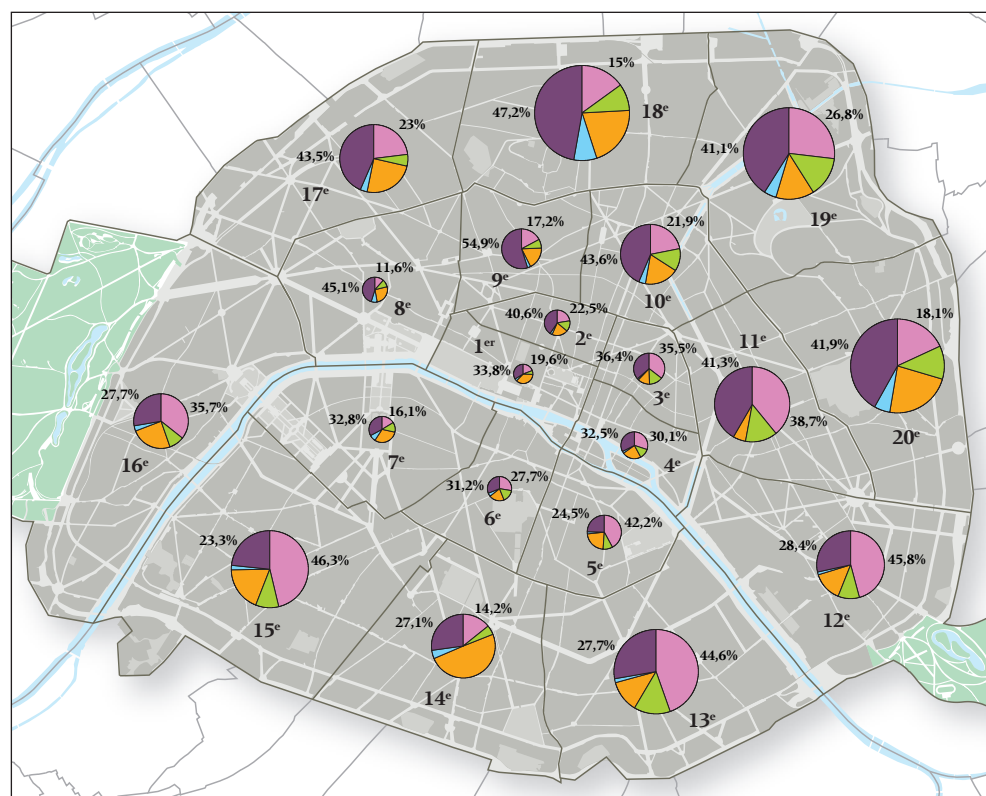 15%
47,2%
18ᵉ
26,8%
41,1%
19ᵉ
23%
43,5%
17ᵉ
17,2%
54,9%
9ᵉ
21,9%
43,6%
10ᵉ
11,6%
45,1%
8ᵉ
40,6%
22,5%
2ᵉ
1ᵉʳ
19,6%
33,8%
36,4%
35,5%
3ᵉ
11ᵉ
41,3%
38,7%
18,1%
41,9%
20ᵉ
27,7%
35,7%
16ᵉ
32,8%
16,1%
7ᵉ
32,5%
30,1%
4ᵉ
31,2%
27,7%
6ᵉ
24,5%
42,2%
5ᵉ
23,3%
46,3%
15ᵉ
28,4%
45,8%
12ᵉ
27,1%
14,2%
14ᵉ
27,7%
44,6%
13ᵉ